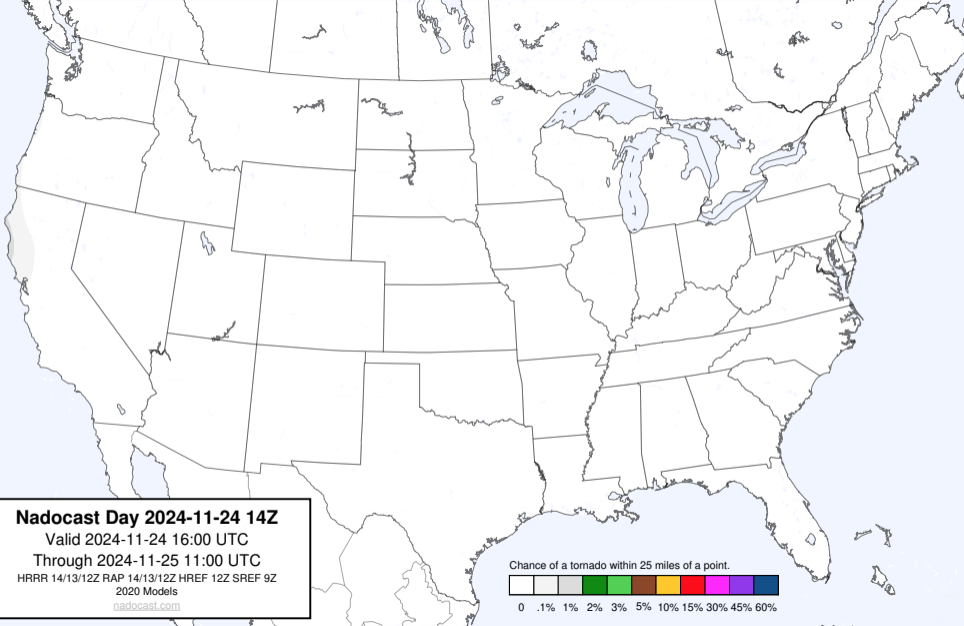 Nadocast Day 2024-11-24 14Z
Valid 2024-11-24 16:00 UTC
Through 2024-11-25 11:00 UTC
HRRR 14/13/12Z RAP 14/13/12Z HREF 12Z SREF 9Z
2020 Models
nadocast.com
Chance of a tornado within 25 miles of a point.
0 .1% 1% 2% 3% 5% 10% 15% 30% 45% 60%